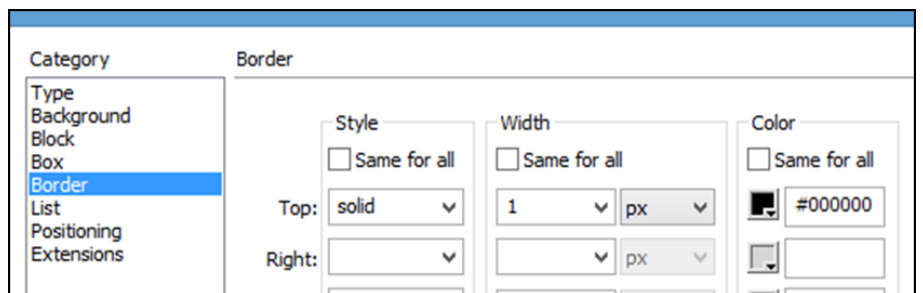 Category
Type
Background
Block
Box
Border
List
Positioning
Extensions
Border
Style
Width
Color
Same for all
Same for all
Same for all
Top: solid 1 px #000000
Right: px